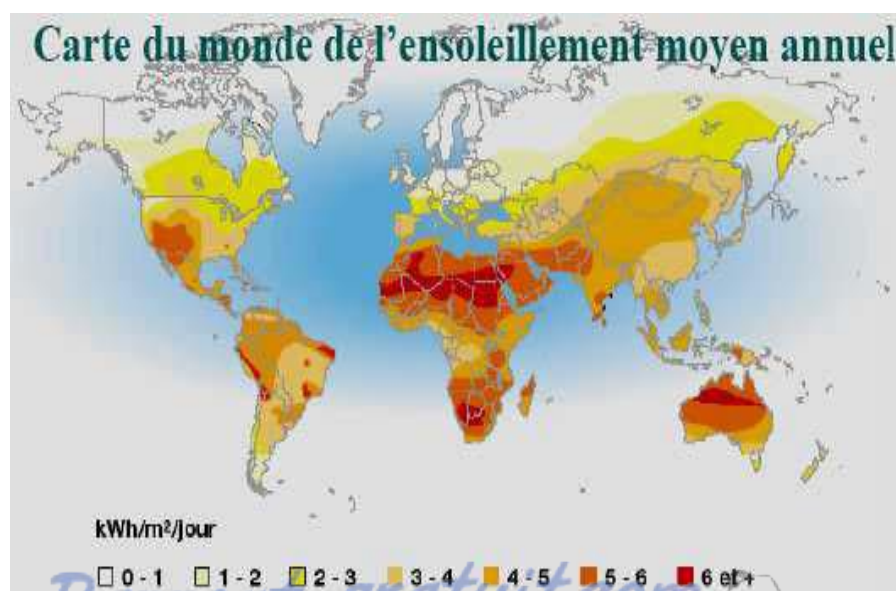 Carte du monde de l'ensoleillement moyen annuel
kWh/m²/jour
0 - 1 1 - 2 2 - 3 3 - 4 4 - 5 5 - 6 6 et +